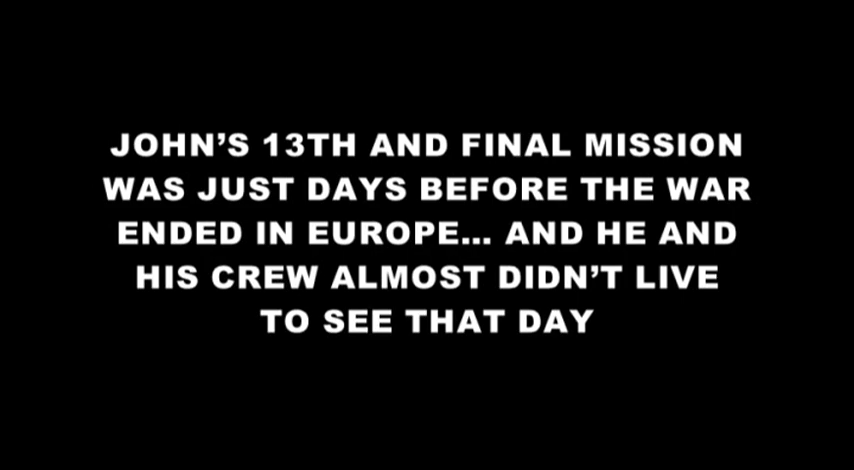 JOHN’S 13TH AND FINAL MISSION
WAS JUST DAYS BEFORE THE WAR
ENDED IN EUROPE... AND HE AND
HIS CREW ALMOST DIDN’T LIVE
TO SEE THAT DAY